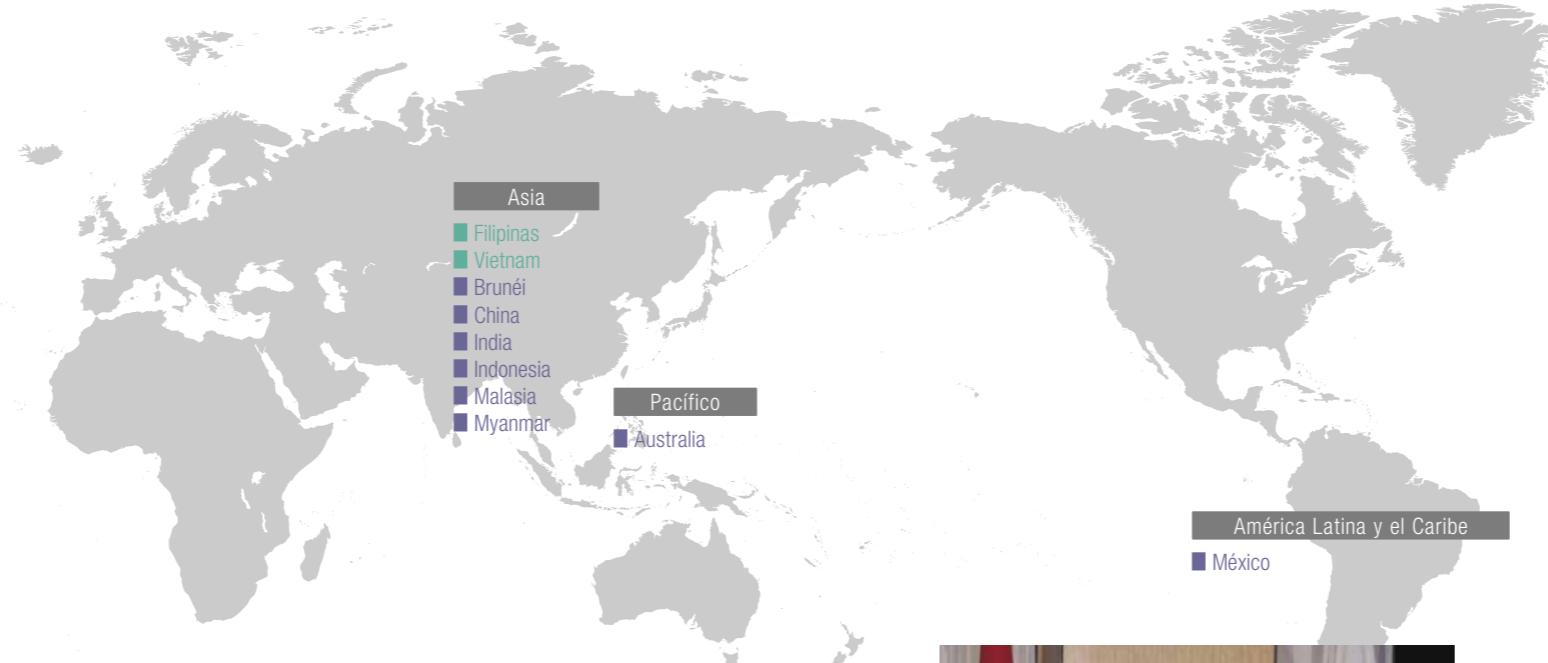 Asia
Filipinas
Vietnam
Brunéi
China
India
Indonesia
Malasia
Myanmar
Pacífico
Australia
América Latina y el Caribe
México